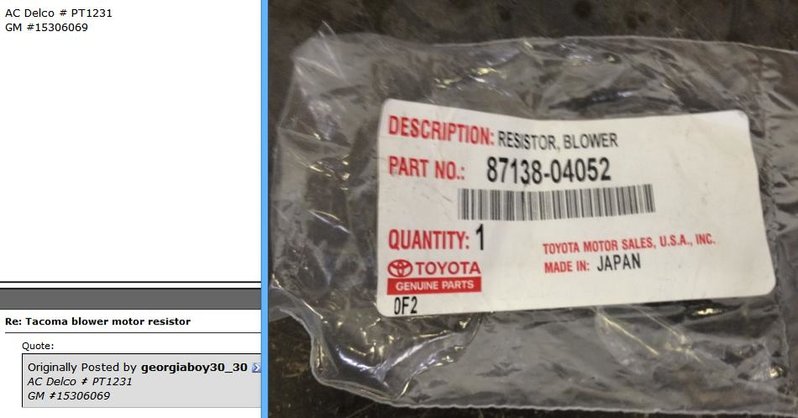 AC Delco # PT1231
GM #15306069
Re: Tacoma blower motor resistor
Quote:
Originally Posted by georgiaboy30_30
AC Delco # PT1231
GM #15306069
DESCRIPTION: RESISTOR, BLOWER
PART NO.: 87138-04052
QUANTITY: 1
TOYOTA MOTOR SALES, U.S.A., INC.
MADE IN: JAPAN
TOYOTA
GENUINE PARTS
0F2